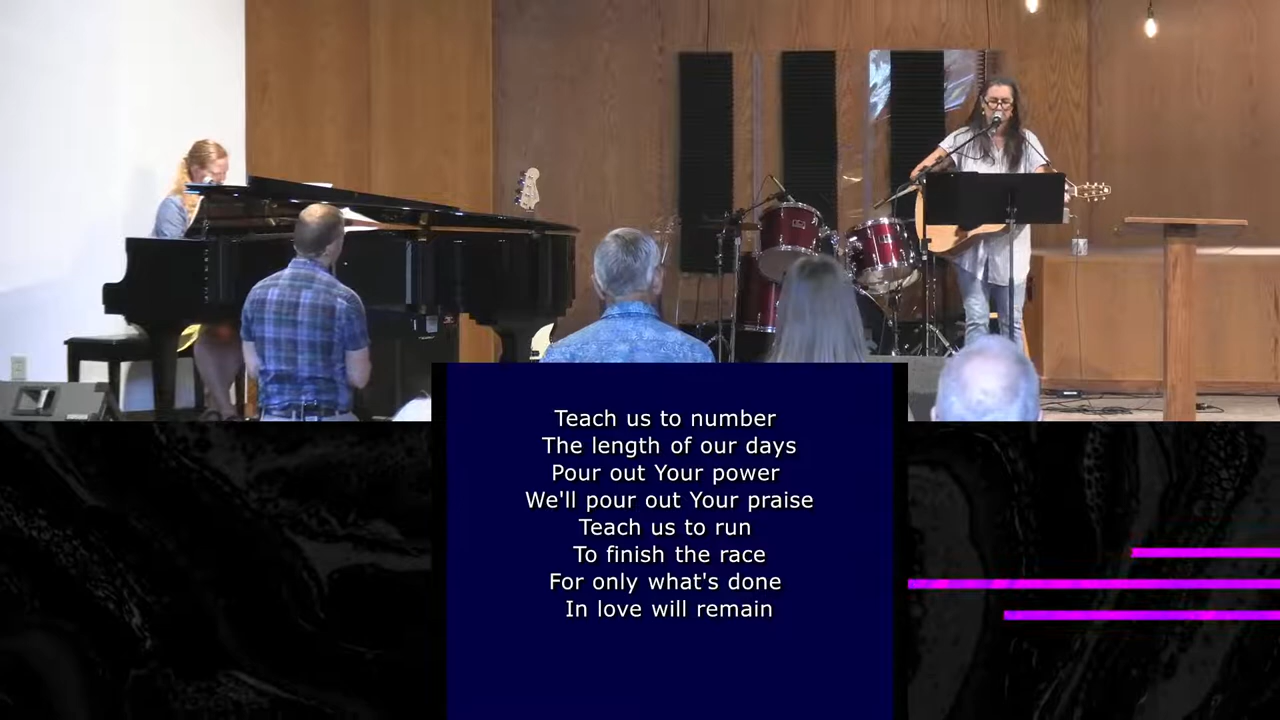 Teach us to number
The length of our days
Pour out Your power
We'll pour out Your praise
Teach us to run
To finish the race
For only what's done
In love will remain